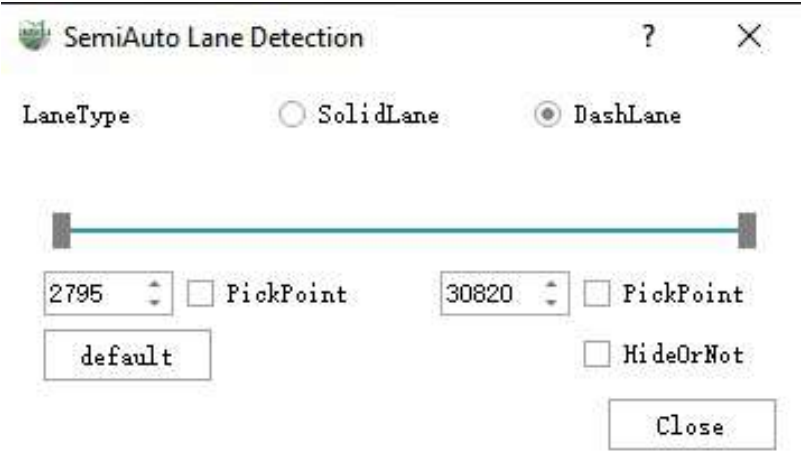 SemiAuto Lane Detection ?
LaneType SolidLane DashLane
2795 PickPoint 30820 PickPoint
default HideOrNot
Close